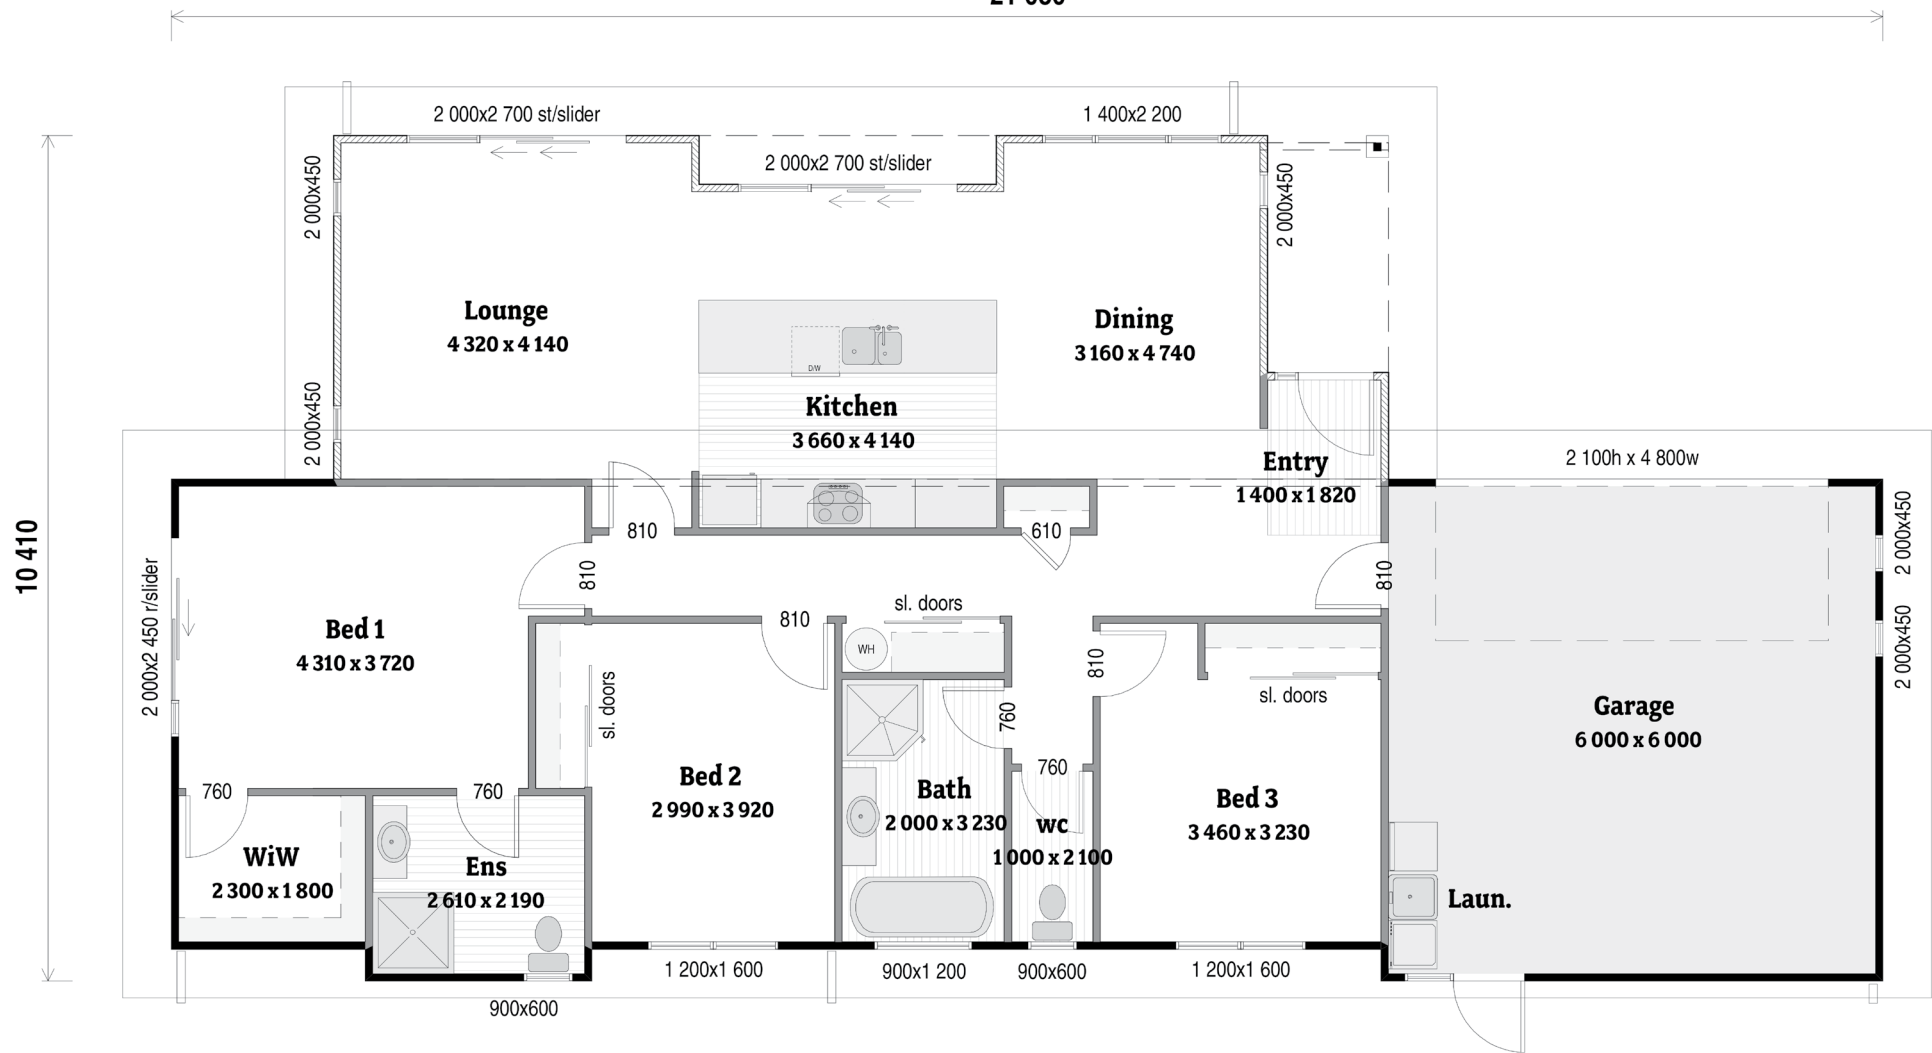 2 000x2 700 st/slider
1 400x2 200
2 000x2 700 st/slider
2 000x450
2 000x450
Lounge
4 320 x 4 140
Dining
3 160 x 4 740
D/W
Kitchen
3 660 x 4 140
2 000x450
Entry
1 400 x 1 820
2 100h x 4 800w
10 410
810
610
2 000x450
810
810
2 000x2 450 r/slider
sl. doors
810
Bed 1
4 310 x 3 720
WH
810
2 000x450
sl. doors
sl. doors
760
Garage
6 000 x 6 000
760
760
760
Bed 2
2 990 x 3 920
Bath
2 000 x 3 230
wc
1 000 x 2 100
Bed 3
3 460 x 3 230
WiW
2 300 x 1 800
Ens
2 610 x 2 190
Laun.
1 200x1 600
900x1 200
900x600
1 200x1 600
900x600